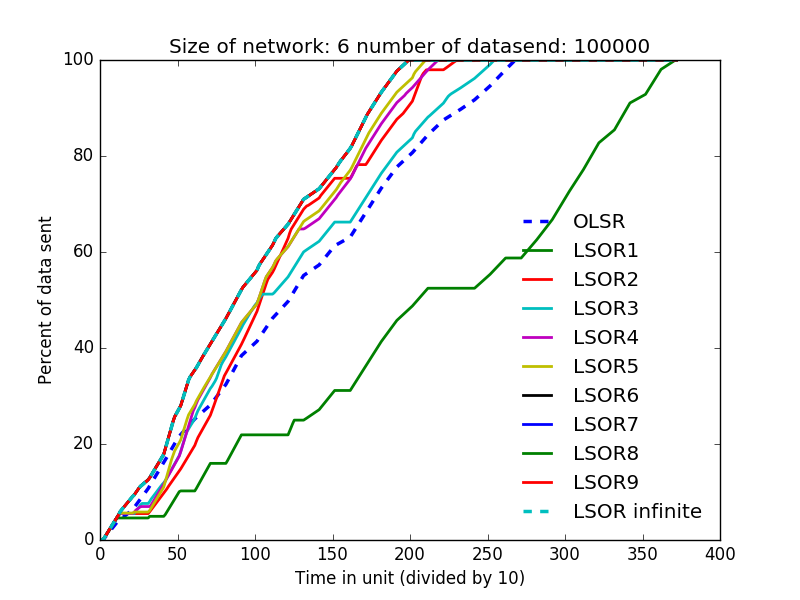 Size of network: 6 number of datasend: 100000
Percent of data sent
100
80
60
40
20
0
OLSR
LSOR1
LSOR2
LSOR3
LSOR4
LSOR5
LSOR6
LSOR7
LSOR8
LSOR9
LSOR infinite
0 50 100 150 200 250 300 350 400
Time in unit (divided by 10)